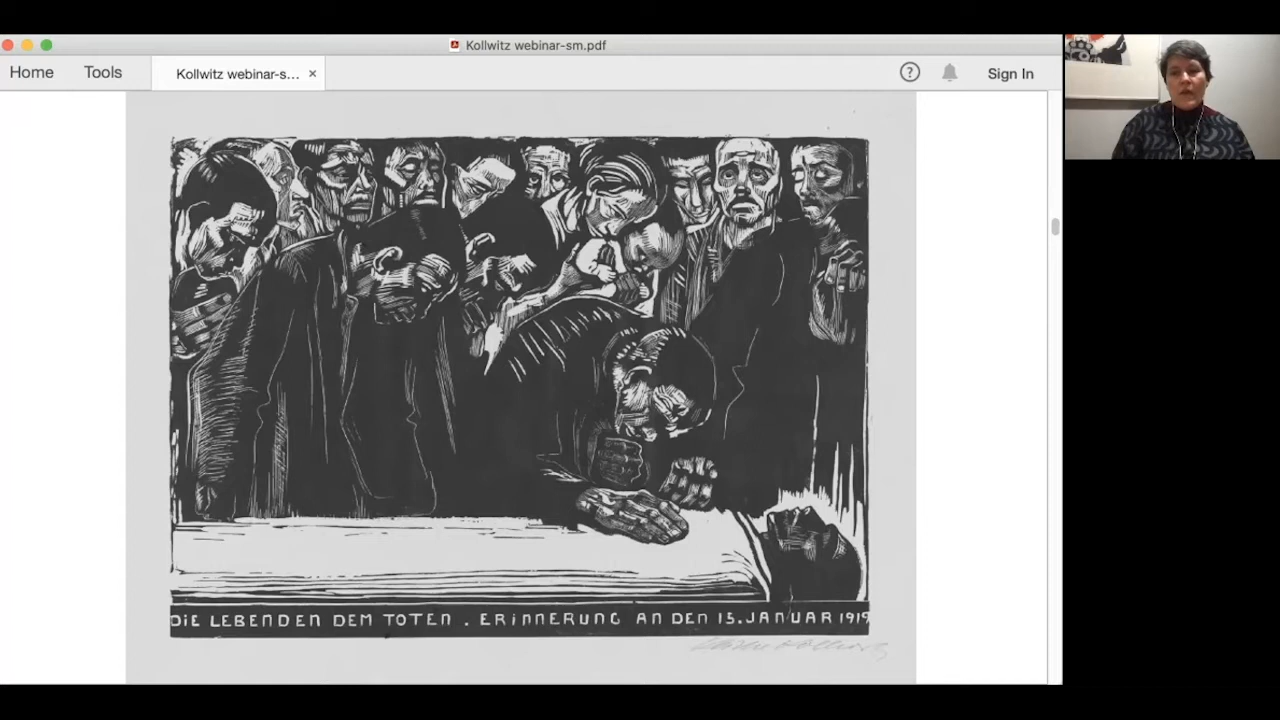 Kollwitz webinar-sm.pdf
Home Tools Kollwitz webinar-s... × ? Sign In
DIE LEBENDEN DEM TOTEN . ERINNERUNG AN DEN 15. JANUAR 1919